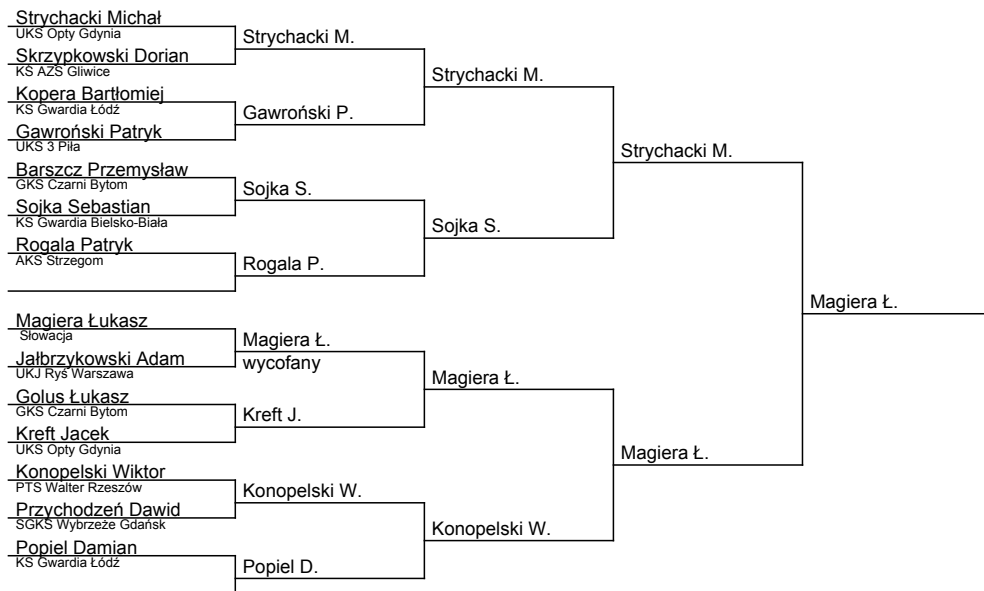 Strychacki Michał
UKS Opty Gdynia
Skrzypkowski Dorian
KS AZS Gliwice
Kopera Bartłomiej
KS Gwardia Łódź
Gawroński Patryk
UKS 3 Piła
Barszcz Przemysław
GKS Czarni Bytom
Sojka Sebastian
KS Gwardia Bielsko-Biała
Rogala Patryk
AKS Strzegom
Magiera Łukasz
Słowacja
Jałbrzykowski Adam
UKJ Ryś Warszawa
Golus Łukasz
GKS Czarni Bytom
Kreft Jacek
UKS Opty Gdynia
Konopelski Wiktor
PTS Walter Rzeszów
Przychodzeń Dawid
SGKS Wybrzeże Gdańsk
Popiel Damian
KS Gwardia Łódź
Strychacki M.
Gawroński P.
Sojka S.
Rogala P.
Magiera Ł.
wycofany
Kreft J.
Konopelski W.
Popiel D.
Strychacki M.
Sojka S.
Magiera Ł.
Konopelski W.
Strychacki M.
Magiera Ł.
Magiera Ł.